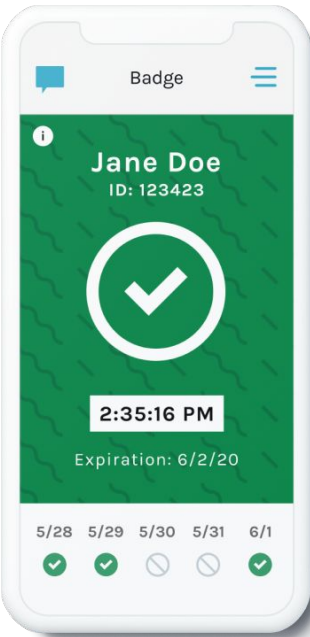 Badge
i
Jane Doe
ID: 123423
2:35:16 PM
Expiration: 6/2/20
5/28 5/29 5/30 5/31 6/1